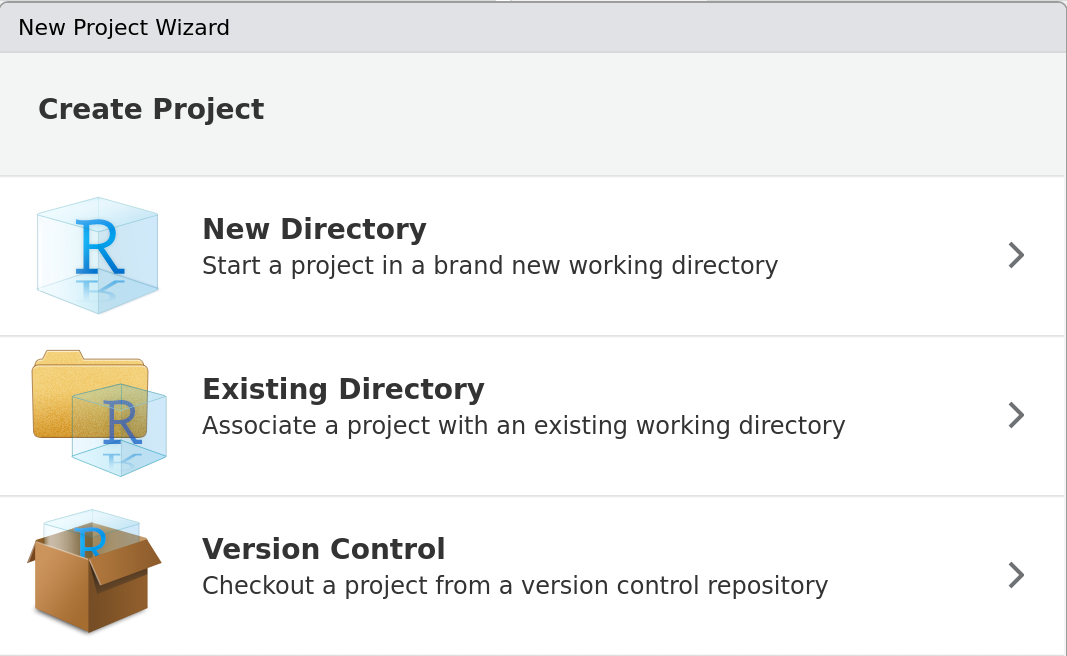 New Project Wizard
Create Project
R
New Directory
Start a project in a brand new working directory
R
Existing Directory
Associate a project with an existing working directory
R
Version Control
Checkout a project from a version control repository